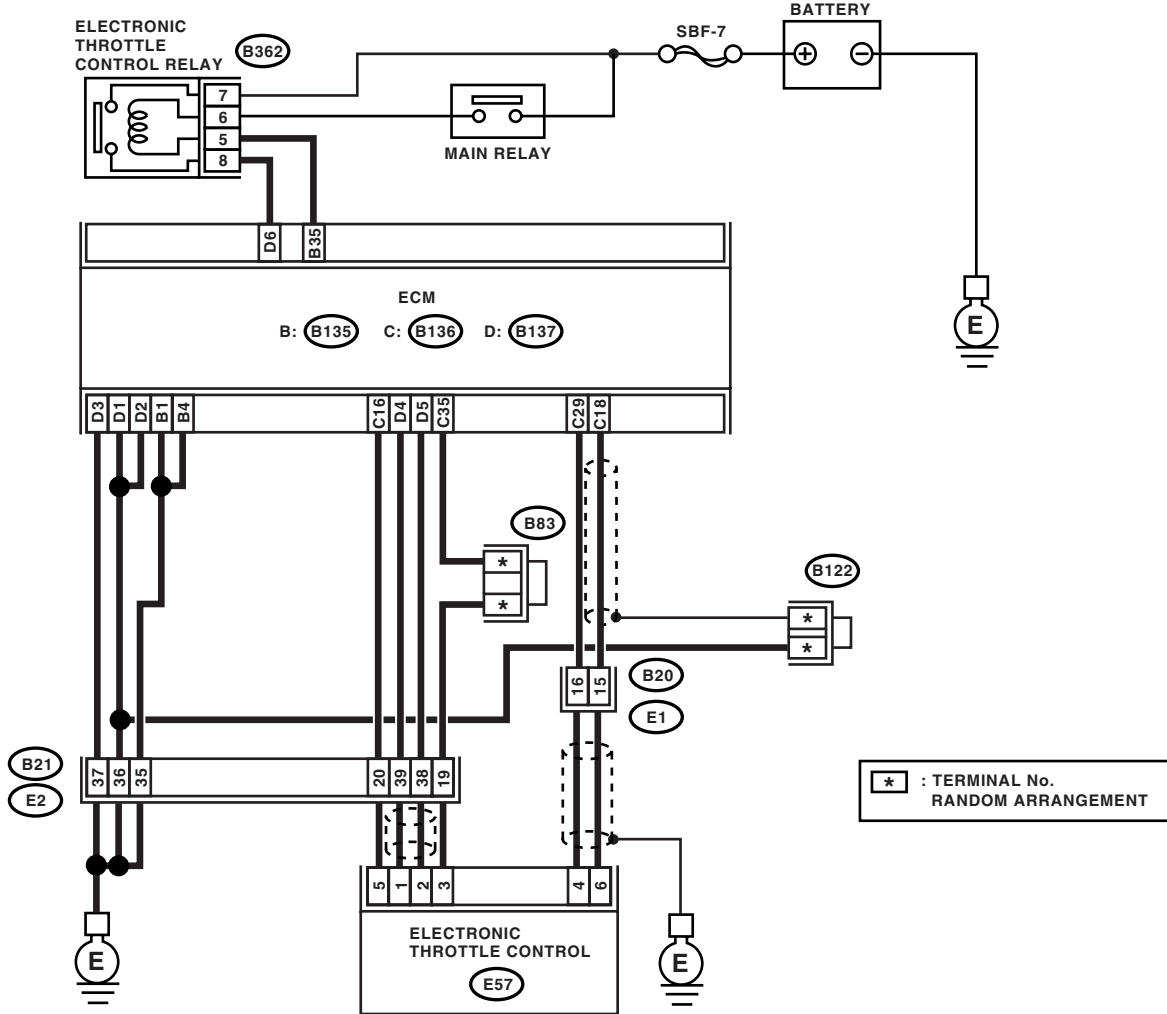 BATTERY
ELECTRONIC
THROTTLE
CONTROL RELAY
B362
SBF-7
7
6
5
8
MAIN RELAY
D6
B35
E
ECM
B: B135 C: B136 D: B137
D3
D1
D2
B1
B4
C16
D4
D5
C35
C29
C18
B83
*
*
B122
*
*
16
15
B20
E1
B21
E2
37
36
35
20
39
38
19
* : TERMINAL No.
RANDOM ARRANGEMENT
5
1
2
3
4
6
ELECTRONIC
THROTTLE CONTROL
E57
E
E